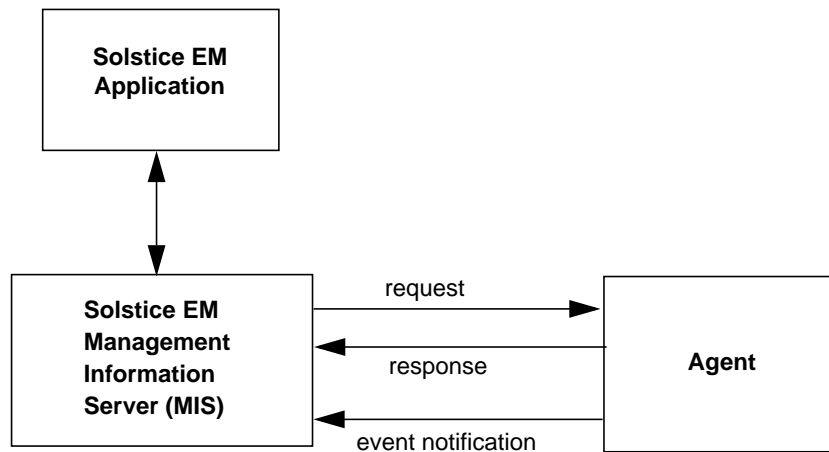 Solstice EM
Application
request
Solstice EM
Management
Information
Server (MIS)
response
Agent
event notification